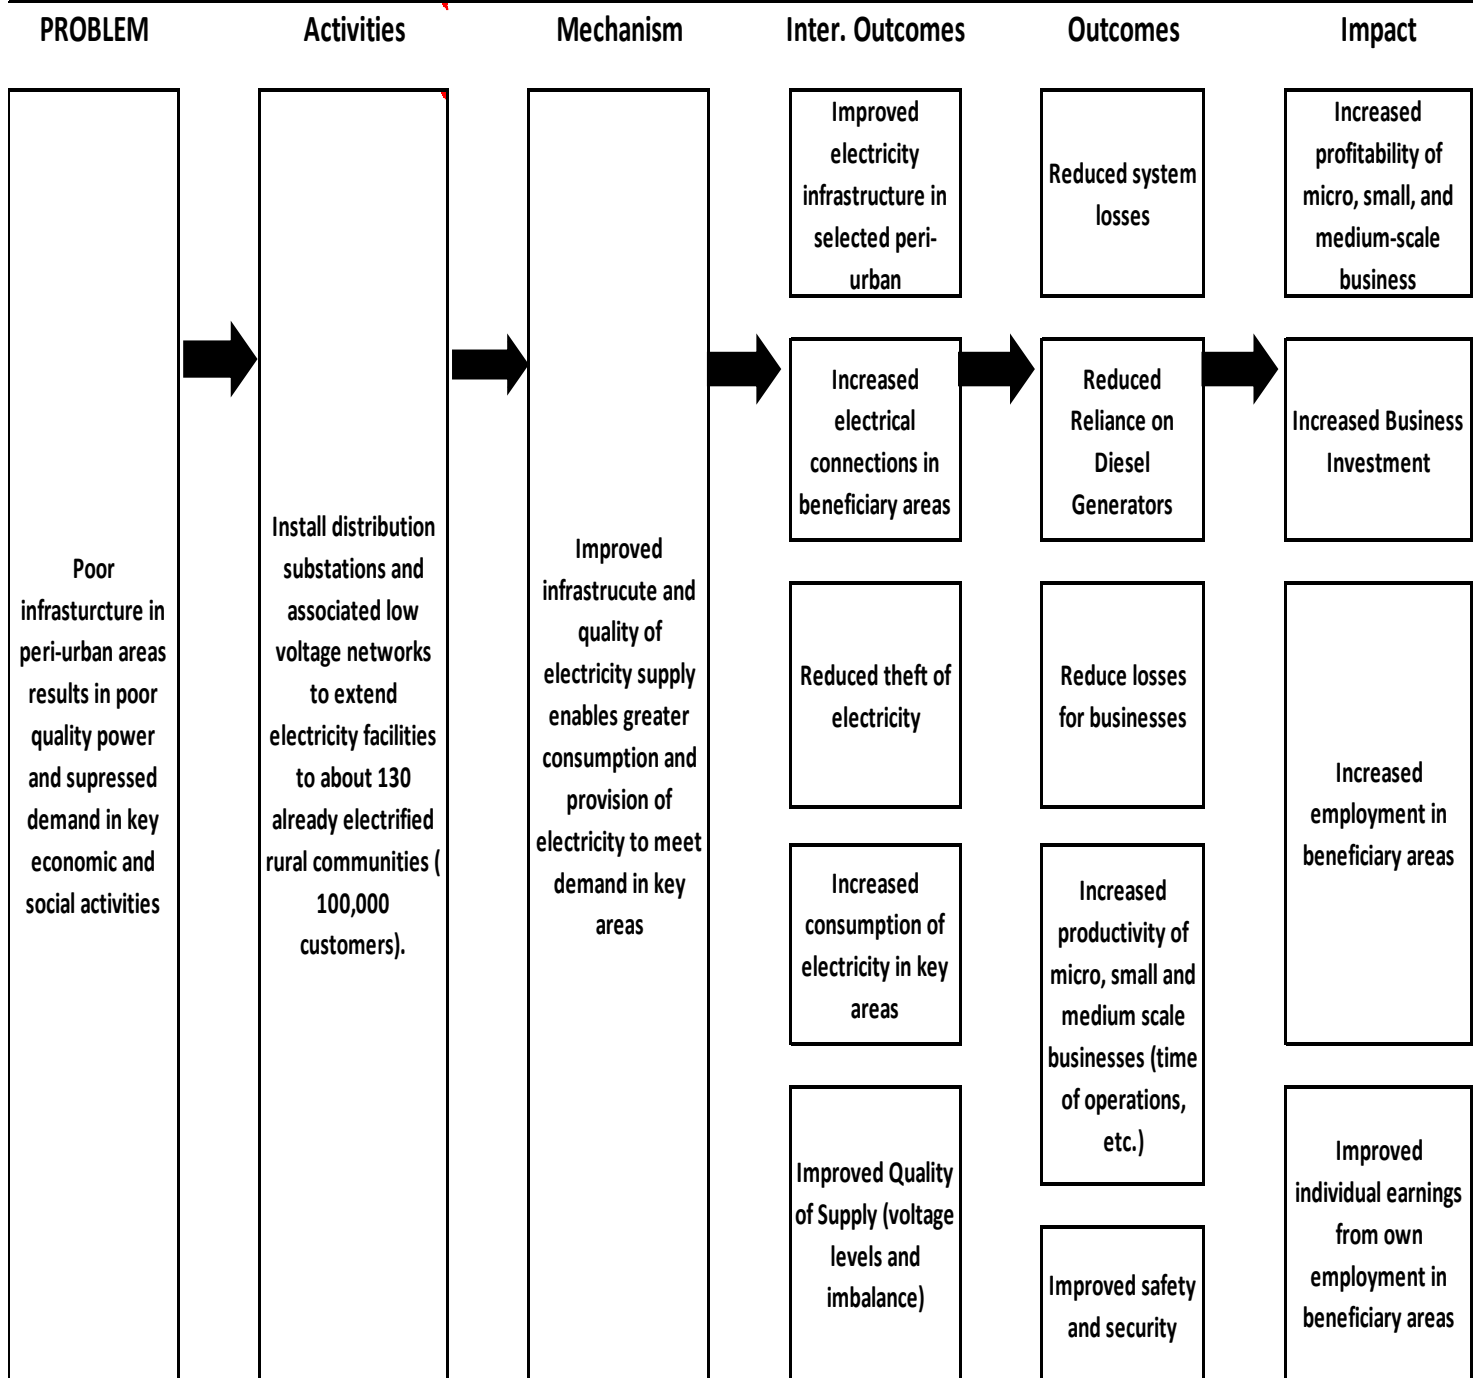 PROBLEM
Activities
Mechanism
Inter. Outcomes
Outcomes
Impact
Poor
infrasturcture in
peri-urban areas
results in poor
quality power
and supressed
demand in key
economic and
social activities
Install distribution
substations and
associated low
voltage networks
to extend
electricity facilities
to about 130
already electrified
rural communities (
100,000
customers).
Improved
infrastrucute and
quality of
electricity supply
enables greater
consumption and
provision of
electricity to meet
demand in key
areas
Improved
electricity
infrastructure in
selected peri-
urban
Increased
electrical
connections in
beneficiary areas
Reduced theft of
electricity
Increased
consumption of
electricity in key
areas
Improved Quality
of Supply (voltage
levels and
imbalance)
Reduced system
losses
Reduced
Reliance on
Diesel
Generators
Reduce losses
for businesses
Increased
productivity of
micro, small and
medium scale
businesses (time
of operations,
etc.)
Improved safety
and security
Increased
profitability of
micro, small, and
medium-scale
business
Increased Business
Investment
Increased
employment in
beneficiary areas
Improved
individual earnings
from own
employment in
beneficiary areas